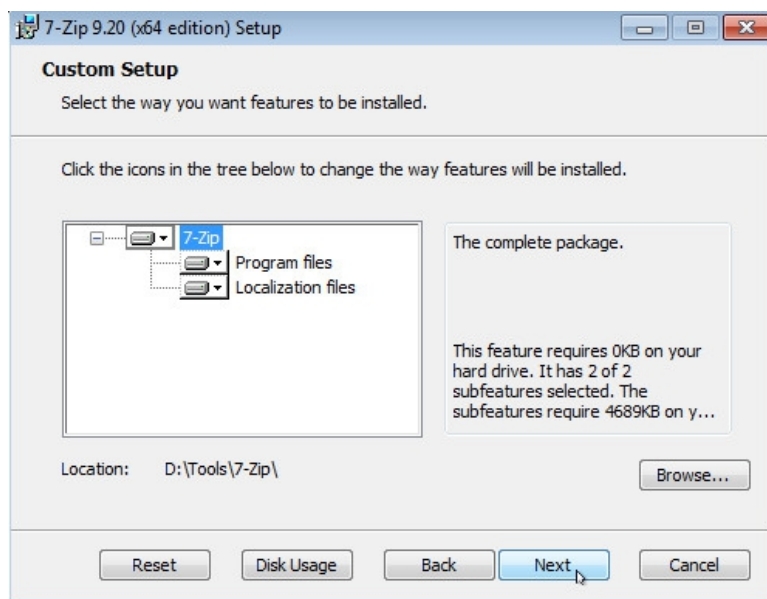 7-Zip 9.20 (x64 edition) Setup
Custom Setup
Select the way you want features to be installed.
Click the icons in the tree below to change the way features will be installed.
7-Zip
Program files
Localization files
The complete package.
This feature requires 0KB on your
hard drive. It has 2 of 2
subfeatures selected. The
subfeatures require 4689KB on y...
Location: D:\Tools\7-Zip\
Browse...
Reset Disk Usage Back Next Cancel